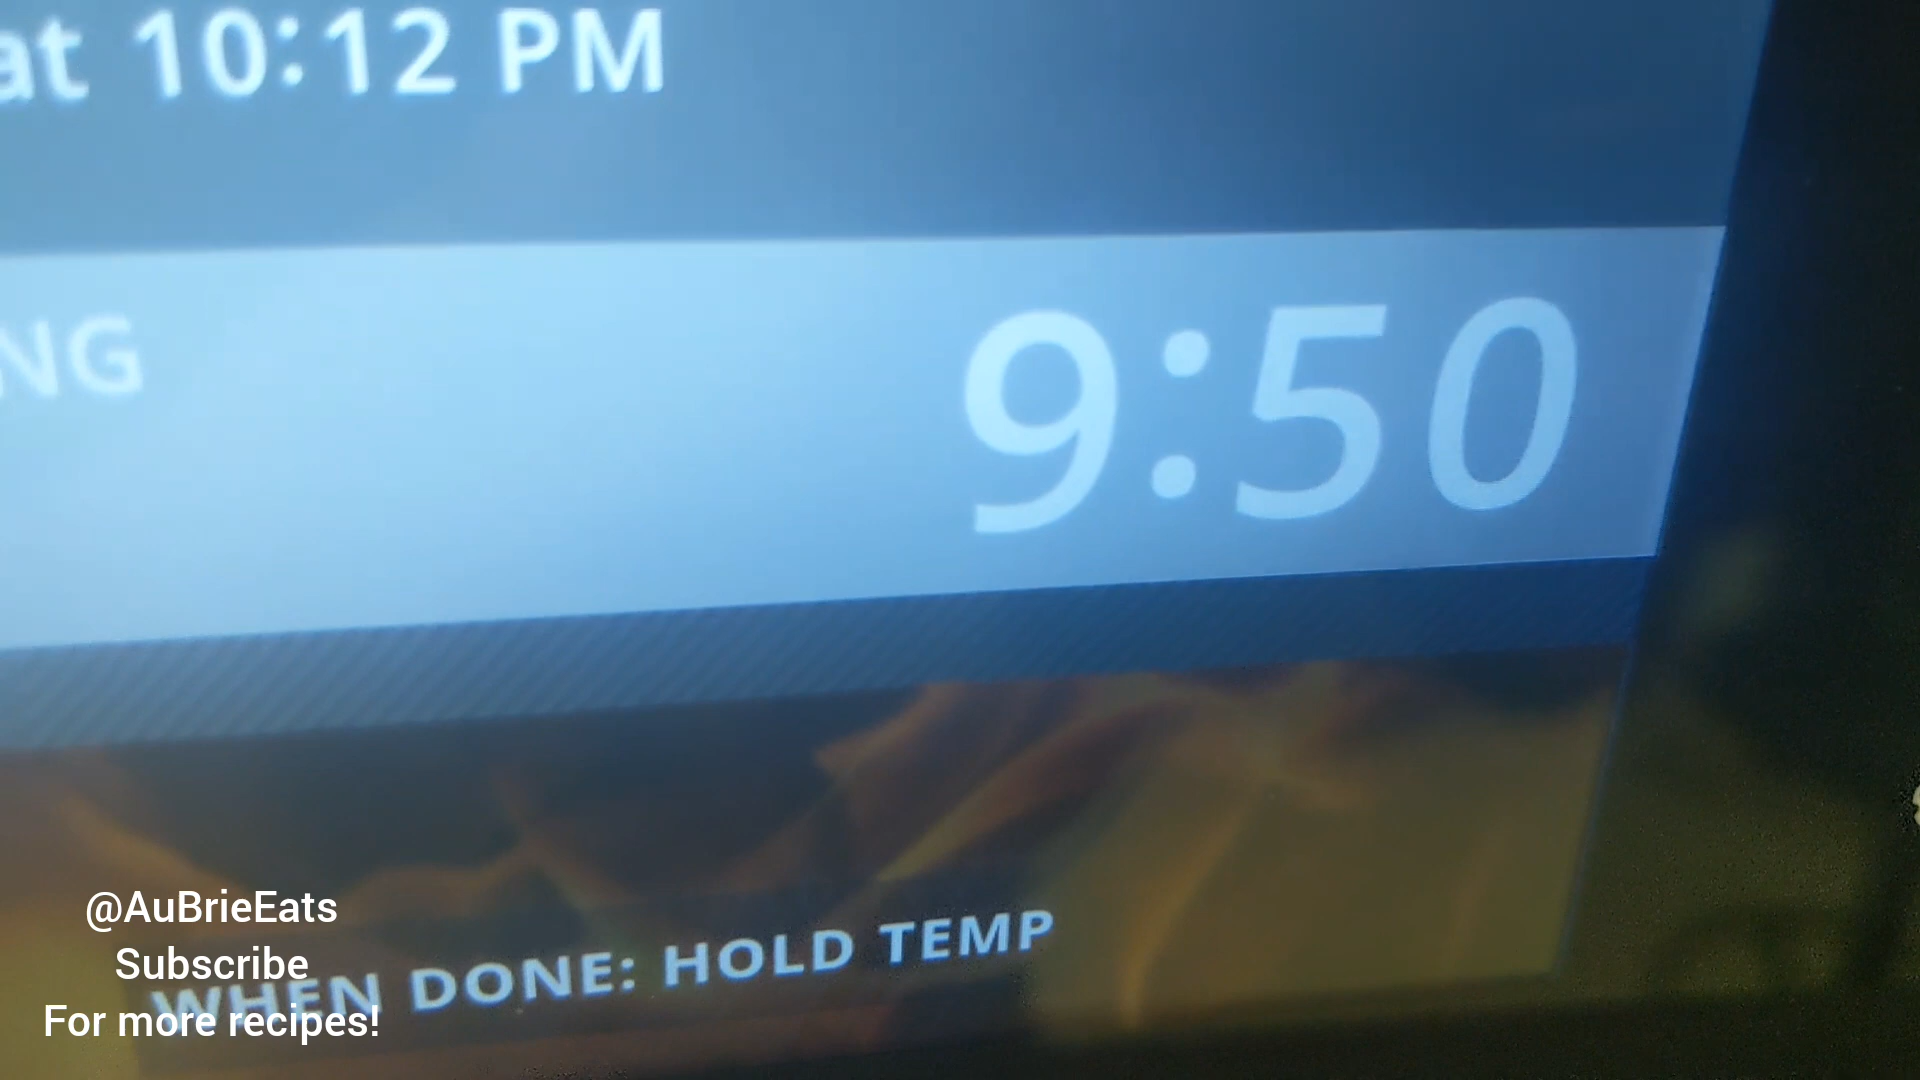 at 10:12 PM
NG
9:50
WHEN DONE: HOLD TEMP
@AuBrieEats
Subscribe
For more recipes!